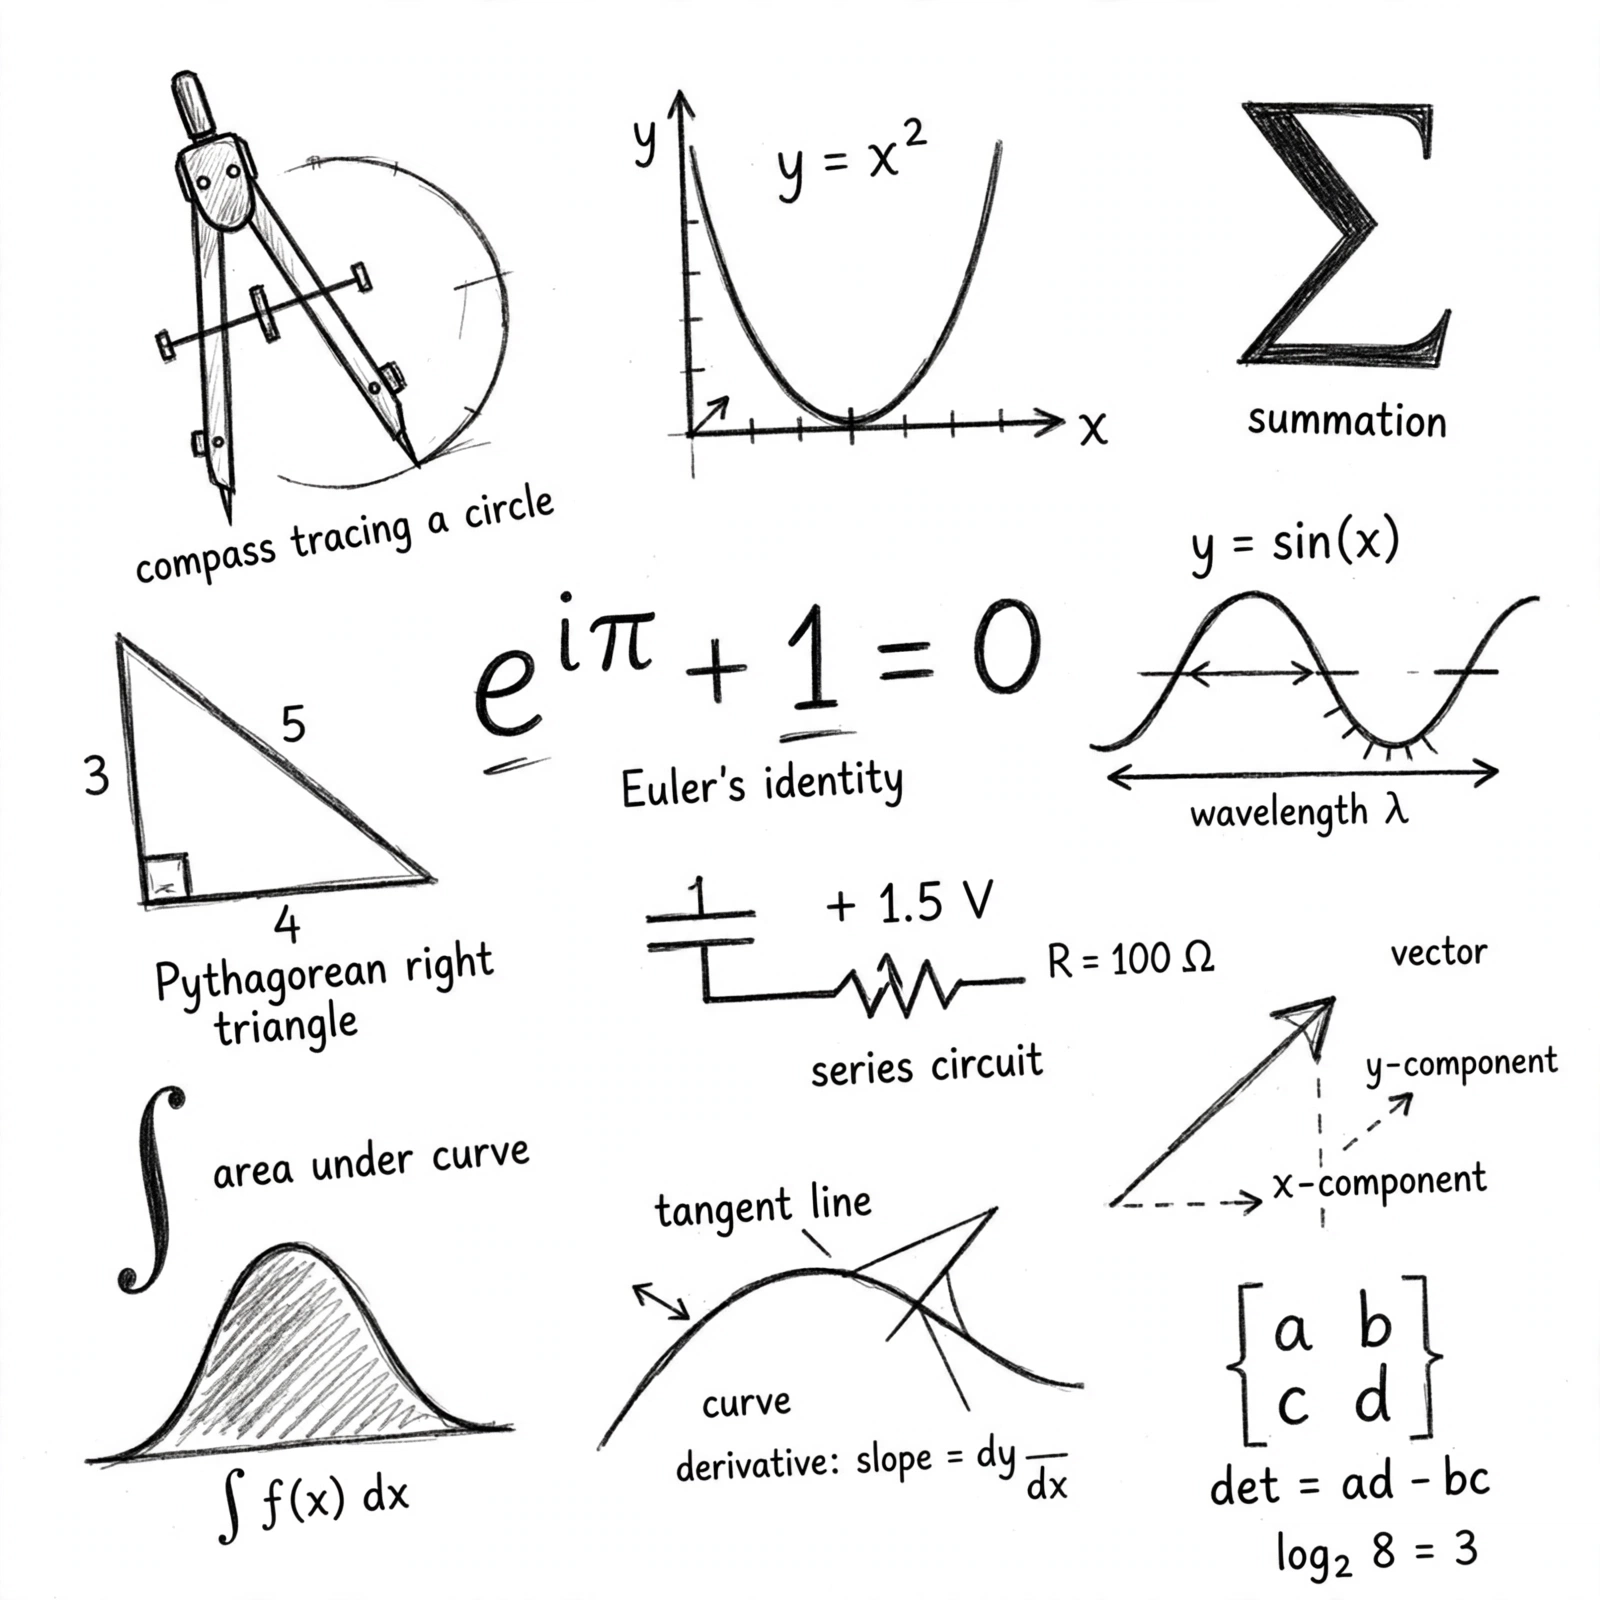 y
y = x²
x
Σ
summation
compass tracing a circle
y = sin(x)
wavelength λ
e^{iπ} + 1 = 0
Euler's identity
3
5
4
Pythagorean right
triangle
1
+ 1.5 V
R = 100 Ω
series circuit
vector
y-component
x-component
∫
area under curve
∫ f(x) dx
tangent line
curve
derivative: slope = dy
dx
a b
c d
det = ad - bc
log₂ 8 = 3